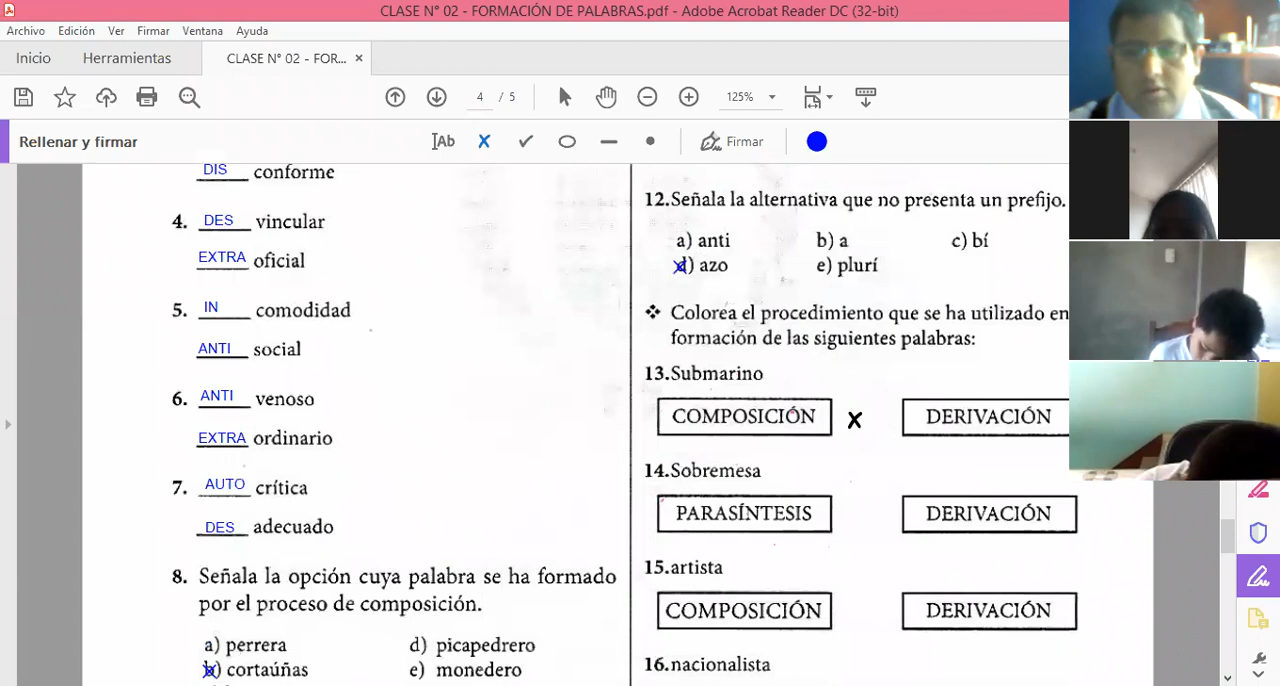 CLASE N° 02 - FORMACIÓN DE PALABRAS.pdf - Adobe Acrobat Reader DC (32-bit)
Archivo Edición Ver Firmar Ventana Ayuda
Inicio Herramientas CLASE N° 02 - FOR... ×
4 / 5 125%
Rellenar y firmar Ab Firmar
DIS conforme
4. DES vincular
EXTRA oficial
5. IN comodidad
ANTI social
6. ANTI venoso
EXTRA ordinario
7. AUTO crítica
DES adecuado
8. Señala la opción cuya palabra se ha formado
por el proceso de composición.
a) perrera d) picapedrero
b) cortaúñas e) monedero
12. Señala la alternativa que no presenta un prefijo.
a) anti b) a c) bí
d) azo e) plurí
❖ Colorea el procedimiento que se ha utilizado en
formación de las siguientes palabras:
13. Submarino
COMPOSICIÓN X DERIVACIÓN
14. Sobremesa
PARASÍNTESIS DERIVACIÓN
15. artista
COMPOSICIÓN DERIVACIÓN
16. nacionalista